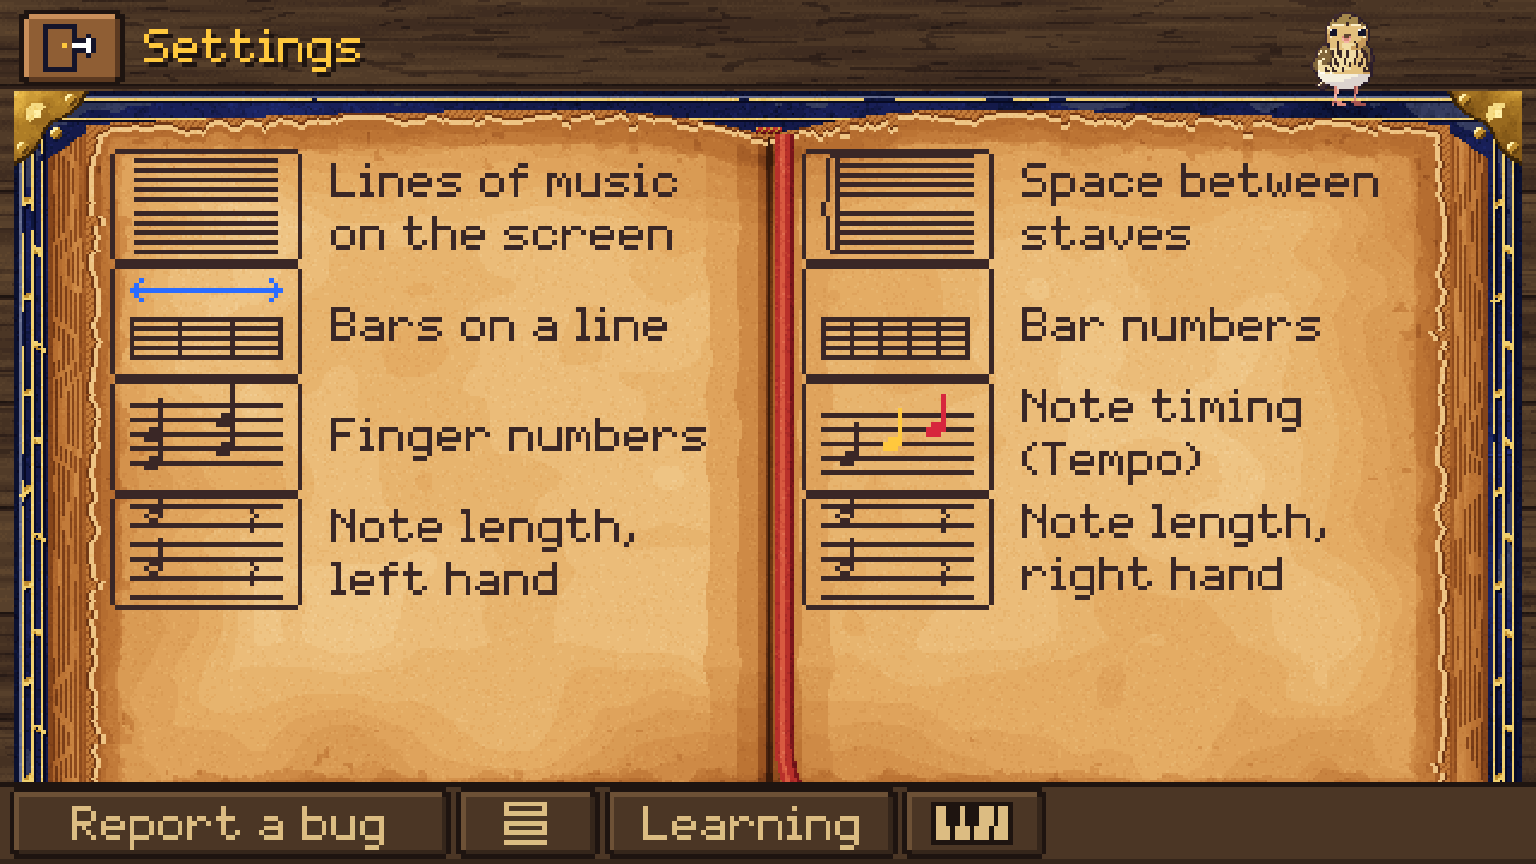 Settings
Lines of music
on the screen
Bars on a line
Finger numbers
Note length,
left hand
Space between
staves
Bar numbers
Note timing
(Tempo)
Note length,
right hand
Report a bug
Learning